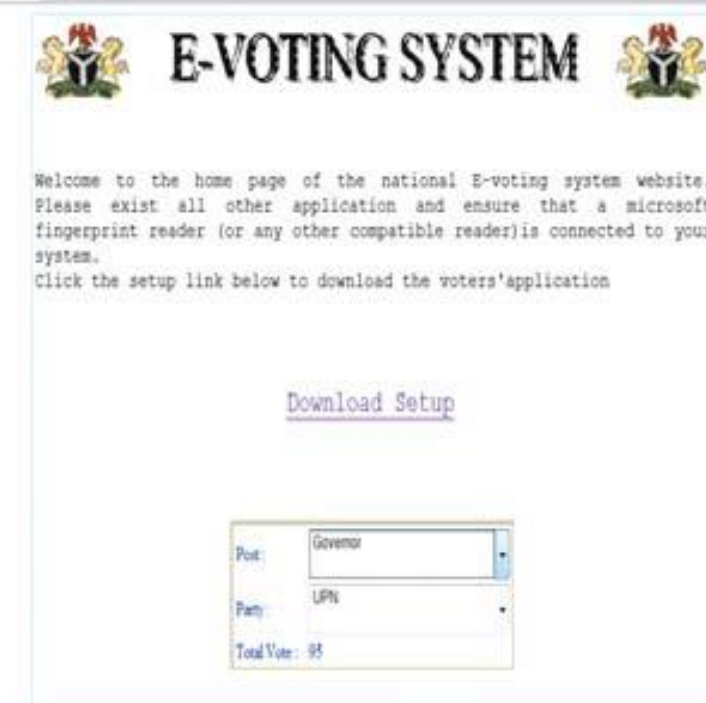 E-VOTING SYSTEM
Welcome to the home page of the national E-voting system website.
Please exist all other application and ensure that a microsoft
fingerprint reader (or any other compatible reader)is connected to your
system.
Click the setup link below to download the voters'application
Download Setup
Post: Governor
Party: UPN
Total Vote: 95